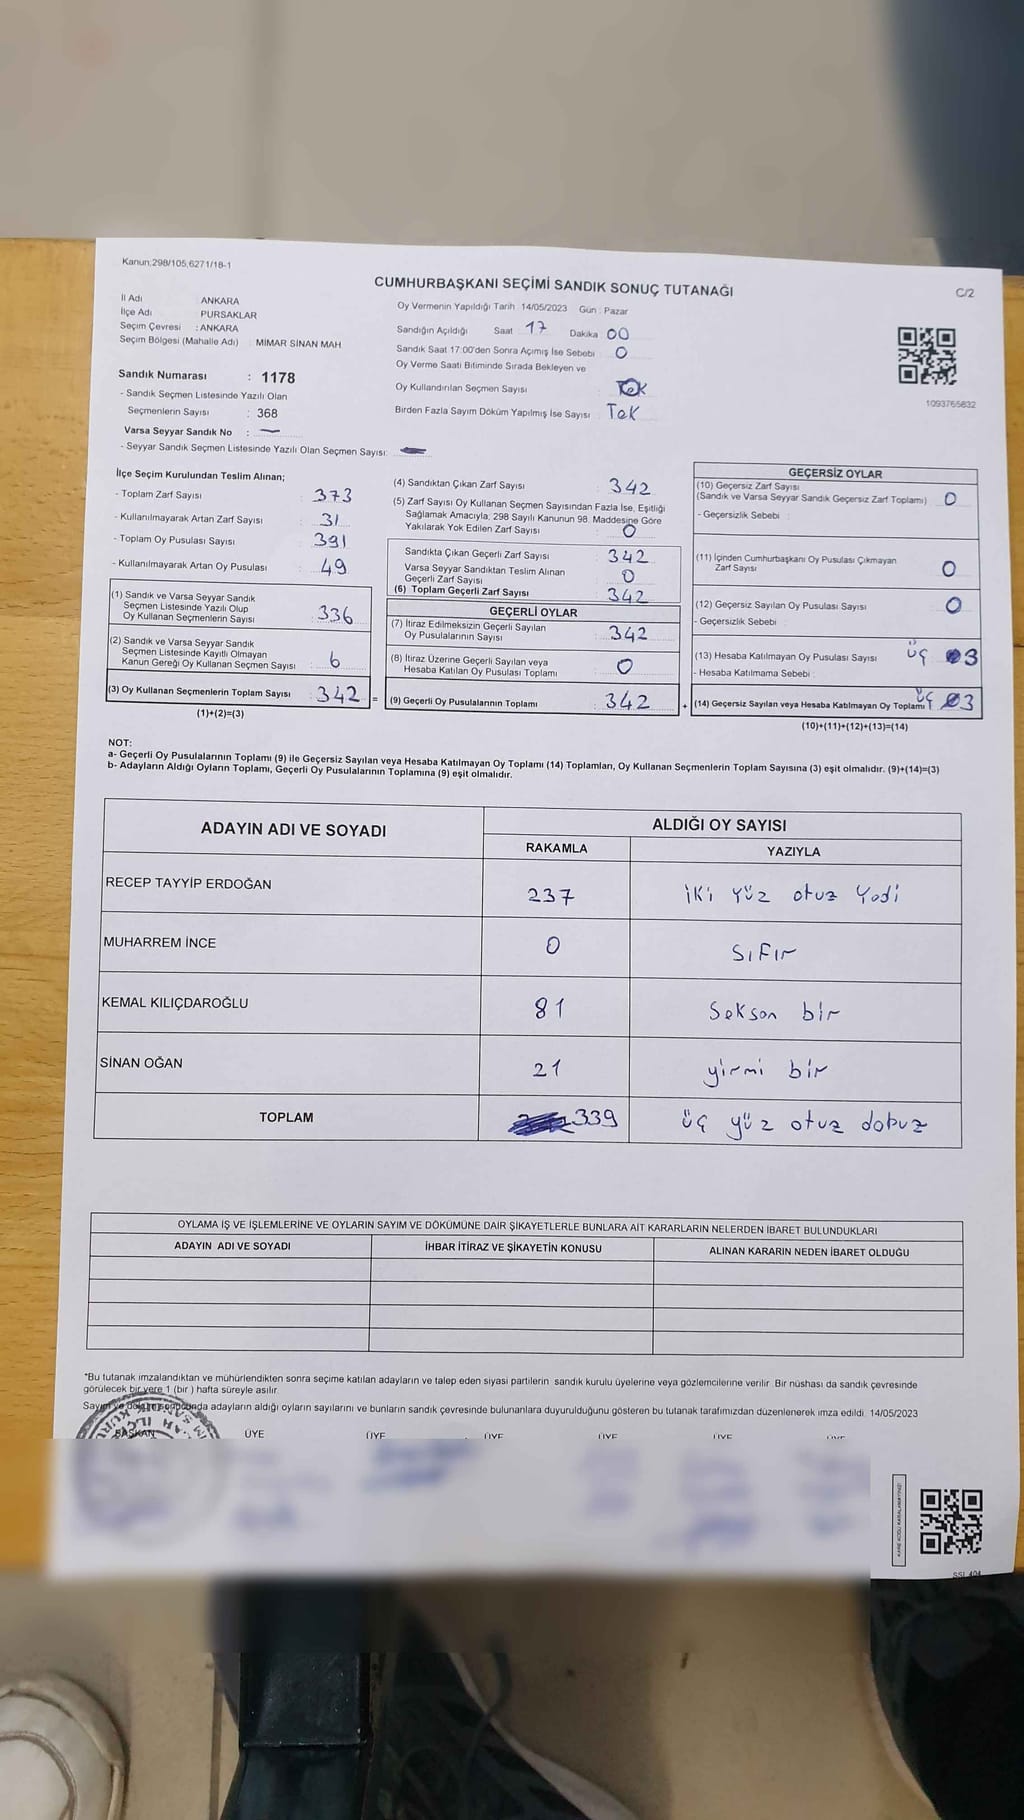 Kanun:298/105,6271/18-1
CUMHURBAŞKANI SEÇİMİ SANDIK SONUÇ TUTANAĞI
C/2
İl Adı : ANKARA
İlçe Adı : PURSAKLAR
Seçim Çevresi : ANKARA
Seçim Bölgesi (Mahalle Adı) : MİMAR SİNAN MAH.
Sandık Numarası : 1178
- Sandık Seçmen Listesinde Yazılı Olan
Seçmenlerin Sayısı : 368
Varsa Seyyar Sandık No : —
- Seyyar Sandık Seçmen Listesinde Yazılı Olan Seçmen Sayısı:
Oy Vermenin Yapıldığı Tarih 14/05/2023 Gün : Pazar
Sandığın Açıldığı Saat 17 Dakika 00
Sandık Saat 17:00'den Sonra Açımış İse Sebebi 0
Oy Verme Saati Bitiminde Sırada Bekleyen ve
Oy Kullandırılan Seçmen Sayısı :
Birden Fazla Sayım Döküm Yapılmış İse Sayısı : Tek
1093765832
İlçe Seçim Kurulundan Teslim Alınan;
- Toplam Zarf Sayısı : 373
- Kullanılmayarak Artan Zarf Sayısı : 31
- Toplam Oy Pusulası Sayısı : 391
- Kullanılmayarak Artan Oy Pusulası : 49
(1) Sandık ve Varsa Seyyar Sandık
Seçmen Listesinde Yazılı Olup
Oy Kullanan Seçmenlerin Sayısı : 336
(2) Sandık ve Varsa Seyyar Sandık
Seçmen Listesinde Kayıtlı Olmayan
Kanun Gereği Oy Kullanan Seçmen Sayısı : 6
(3) Oy Kullanan Seçmenlerin Toplam Sayısı : 342 =
(1)+(2)=(3)
(4) Sandıktan Çıkan Zarf Sayısı : 342
(5) Zarf Sayısı Oy Kullanan Seçmen Sayısından Fazla İse, Eşitliği
Sağlamak Amacıyla, 298 Sayılı Kanunun 98. Maddesine Göre
Yakılarak Yok Edilen Zarf Sayısı : 0
Sandıkta Çıkan Geçerli Zarf Sayısı : 342
Varsa Seyyar Sandıktan Teslim Alınan
Geçerli Zarf Sayısı : 0
(6) Toplam Geçerli Zarf Sayısı : 342
GEÇERLİ OYLAR
(7) İtiraz Edilmeksizin Geçerli Sayılan
Oy Pusulalarının Sayısı : 342
(8) İtiraz Üzerine Geçerli Sayılan veya
Hesaba Katılan Oy Pusulası Toplamı : 0
(9) Geçerli Oy Pusulalarının Toplamı : 342 +
GEÇERSİZ OYLAR
(10) Geçersiz Zarf Sayısı
(Sandık ve Varsa Seyyar Sandık Geçersiz Zarf Toplamı) : 0
- Geçersizlik Sebebi :
(11) İçinden Cumhurbaşkanı Oy Pusulası Çıkmayan
Zarf Sayısı : 0
(12) Geçersiz Sayılan Oy Pusulası Sayısı : 0
- Geçersizlik Sebebi :
(13) Hesaba Katılmayan Oy Pusulası Sayısı : üç 3
- Hesaba Katılmama Sebebi :
(14) Geçersiz Sayılan veya Hesaba Katılmayan Oy Toplamı üç 3
(10)+(11)+(12)+(13)=(14)
NOT:
a- Geçerli Oy Pusulalarının Toplamı (9) ile Geçersiz Sayılan veya Hesaba Katılmayan Oy Toplamı (14) Toplamları, Oy Kullanan Seçmenlerin Toplam Sayısına (3) eşit olmalıdır. (9)+(14)=(3)
b- Adayların Aldığı Oyların Toplamı, Geçerli Oy Pusulalarının Toplamına (9) eşit olmalıdır.
ADAYIN ADI VE SOYADI ALDIĞI OY SAYISI
RAKAMLA YAZIYLA
RECEP TAYYİP ERDOĞAN 237 iki yüz otuz Yedi
MUHARREM İNCE 0 sıfır
KEMAL KILIÇDAROĞLU 81 Seksen bir
SİNAN OĞAN 21 yirmi bir
TOPLAM 339 üç yüz otuz dokuz
OYLAMA İŞ VE İŞLEMLERİNE VE OYLARIN SAYIM VE DÖKÜMÜNE DAİR ŞİKAYETLERLE BUNLARA AİT KARARLARIN NELERDEN İBARET BULUNDUKLARI
ADAYIN ADI VE SOYADI İHBAR İTİRAZ VE ŞİKAYETİN KONUSU ALINAN KARARIN NEDEN İBARET OLDUĞU
*Bu tutanak imzalandıktan ve mühürlendikten sonra seçime katılan adayların ve talep eden siyasi partilerin sandık kurulu üyelerine veya gözlemcilerine verilir. Bir nüshası da sandık çevresinde
görülecek bir yere 1 (bir) hafta süreyle asılır.
Sayım ve döküm sonucunda adayların aldığı oyların sayılarını ve bunların sandık çevresinde bulunanlara duyurulduğunu gösteren bu tutanak tarafımızdan düzenlenerek imza edildi. 14/05/2023
BAŞKAN ÜYE ÜYE ÜYE ÜYE ÜYE ÜYE